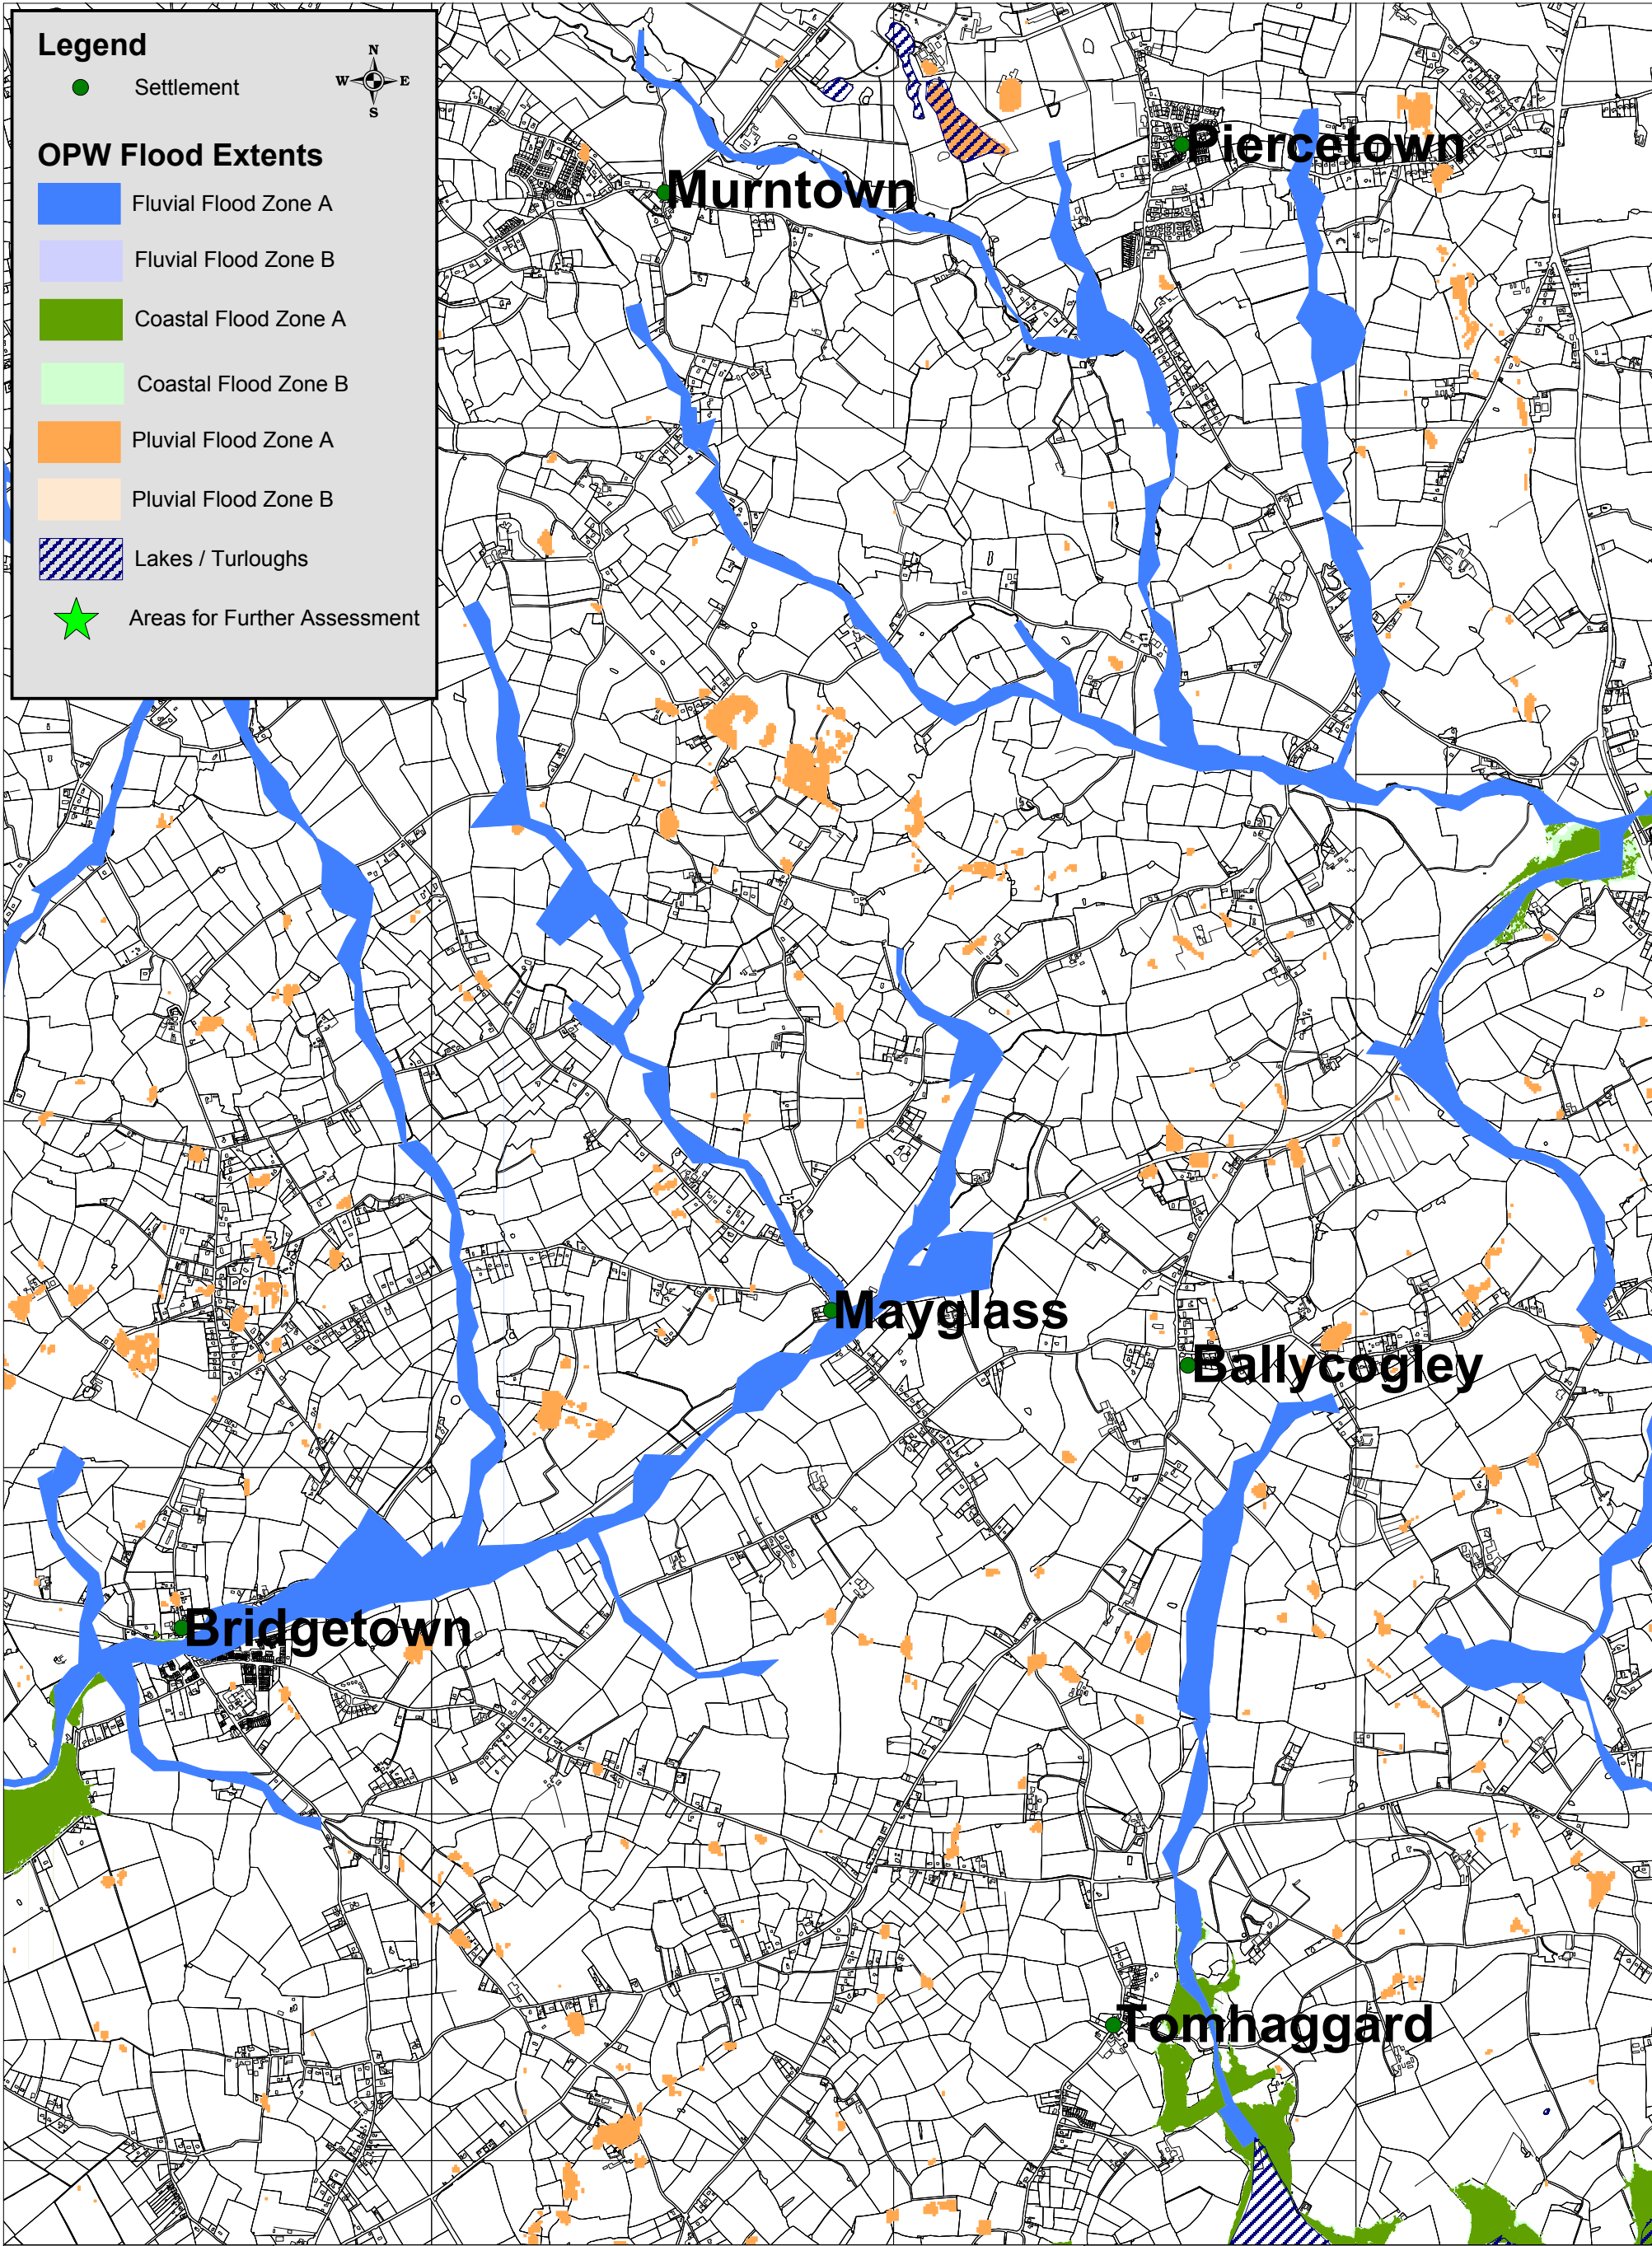 Legend
N
W E
S
Settlement
OPW Flood Extents
Fluvial Flood Zone A
Fluvial Flood Zone B
Coastal Flood Zone A
Coastal Flood Zone B
Pluvial Flood Zone A
Pluvial Flood Zone B
Lakes / Turloughs
Areas for Further Assessment
Piercetown
Murntown
Mayglass
Ballycogley
Bridgetown
Tomhaggard